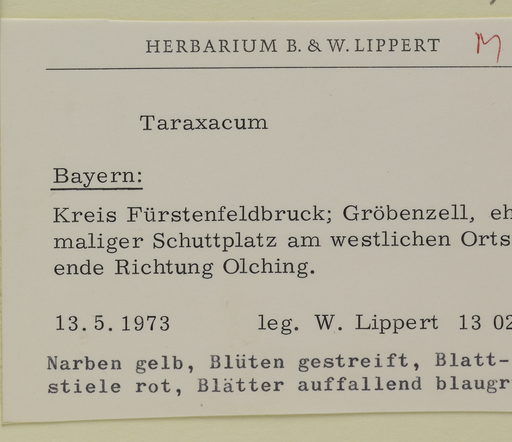 HERBARIUM B. & W. LIPPERT M
Taraxacum
Bayern:
Kreis Fürstenfeldbruck; Gröbenzell, eh
maliger Schuttplatz am westlichen Orts
ende Richtung Olching.
13.5.1973 leg. W. Lippert 13 02
Narben gelb, Blüten gestreift, Blatt-
stiele rot, Blätter auffallend blaugr